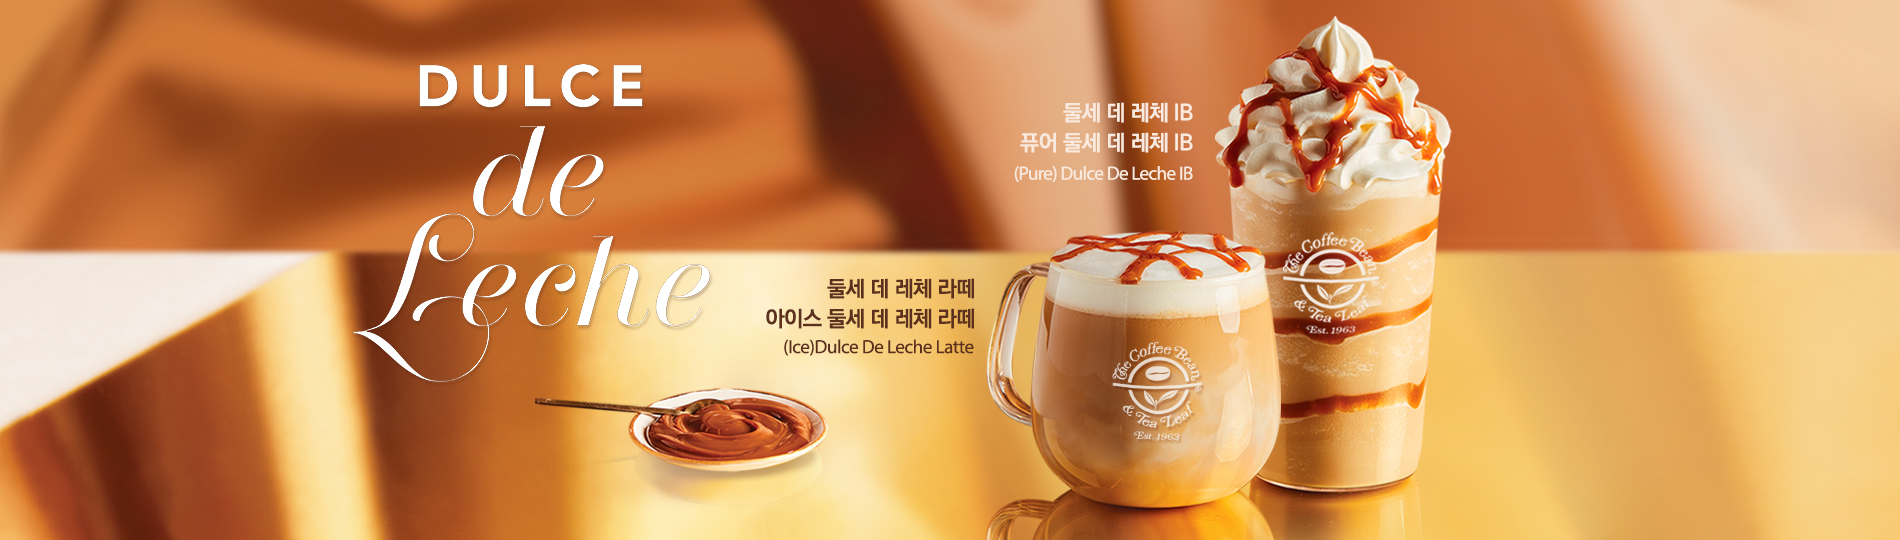 DULCE
de
Leche
둘세 데 레체 IB
퓨어 둘세 데 레체 IB
(Pure) Dulce De Leche IB
둘세 데 레체 라떼
아이스 둘세 데 레체 라떼
(Ice)Dulce De Leche Latte
The Coffee Bean
& Tea Leaf
Est. 1963
The Coffee Bean
& Tea Leaf
Est. 1963